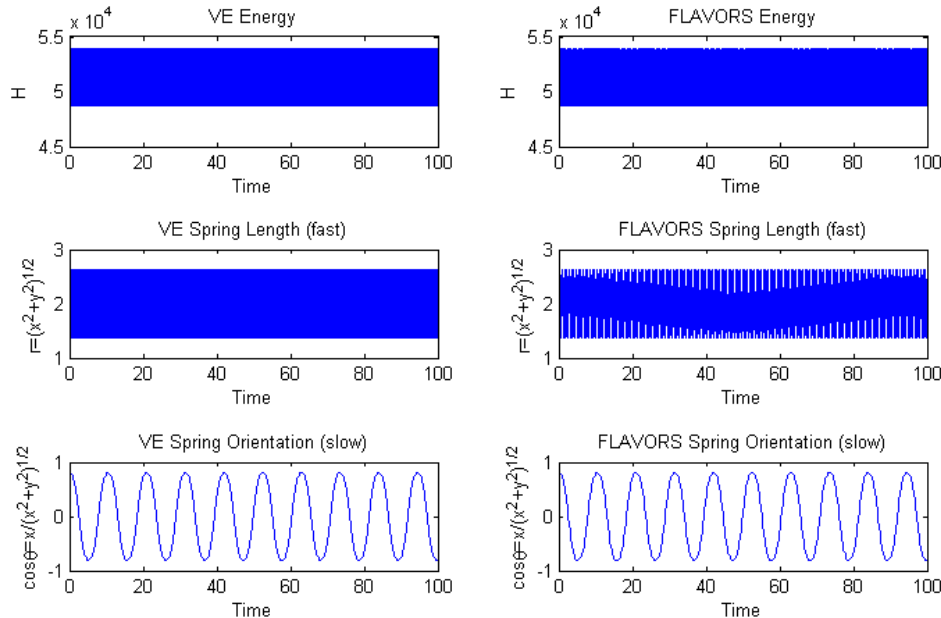 VE Energy
x 10^4
5.5
5
4.5
H
0 20 40 60 80 100
Time
FLAVORS Energy
x 10^4
5.5
5
4.5
H
0 20 40 60 80 100
Time
VE Spring Length (fast)
3
2
1
r=(x^2+y^2)^1/2
0 20 40 60 80 100
Time
FLAVORS Spring Length (fast)
3
2
1
r=(x^2+y^2)^1/2
0 20 40 60 80 100
Time
VE Spring Orientation (slow)
1
0
-1
cosθ=x/(x^2+y^2)^1/2
0 20 40 60 80 100
Time
FLAVORS Spring Orientation (slow)
1
0
-1
cosθ=x/(x^2+y^2)^1/2
0 20 40 60 80 100
Time